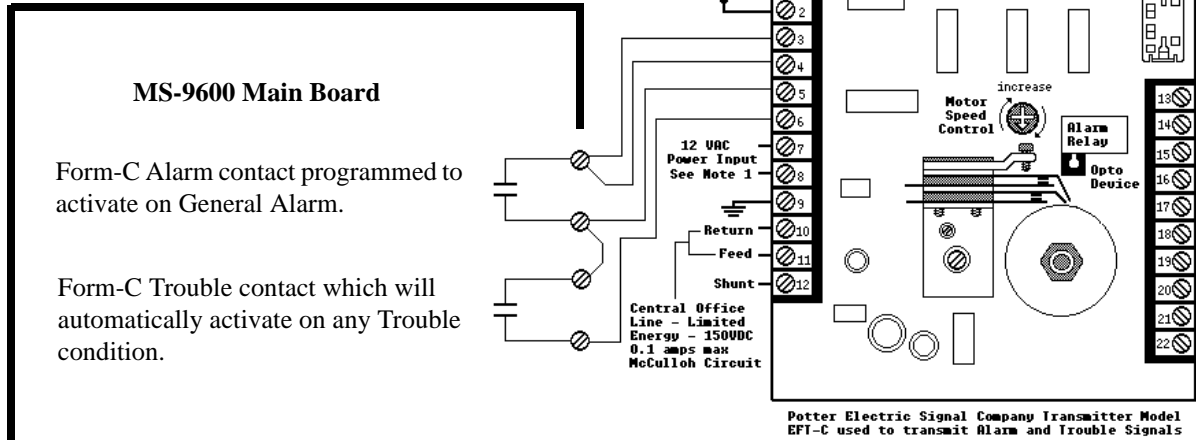 MS-9600 Main Board
Form-C Alarm contact programmed to
activate on General Alarm.
Form-C Trouble contact which will
automatically activate on any Trouble
condition.
2
3
4
5
6
7
8
9
10
11
12
12 VAC
Power Input
See Note 1
Return
Feed
Shunt
Central Office
Line - Limited
Energy - 150VDC
0.1 amps max
McCulloh Circuit
increase
Motor
Speed
Control
Alarm
Relay
Opto
Device
13
14
15
16
17
18
19
20
21
22
Potter Electric Signal Company Transmitter Model
EFT-C used to transmit Alarm and Trouble Signals